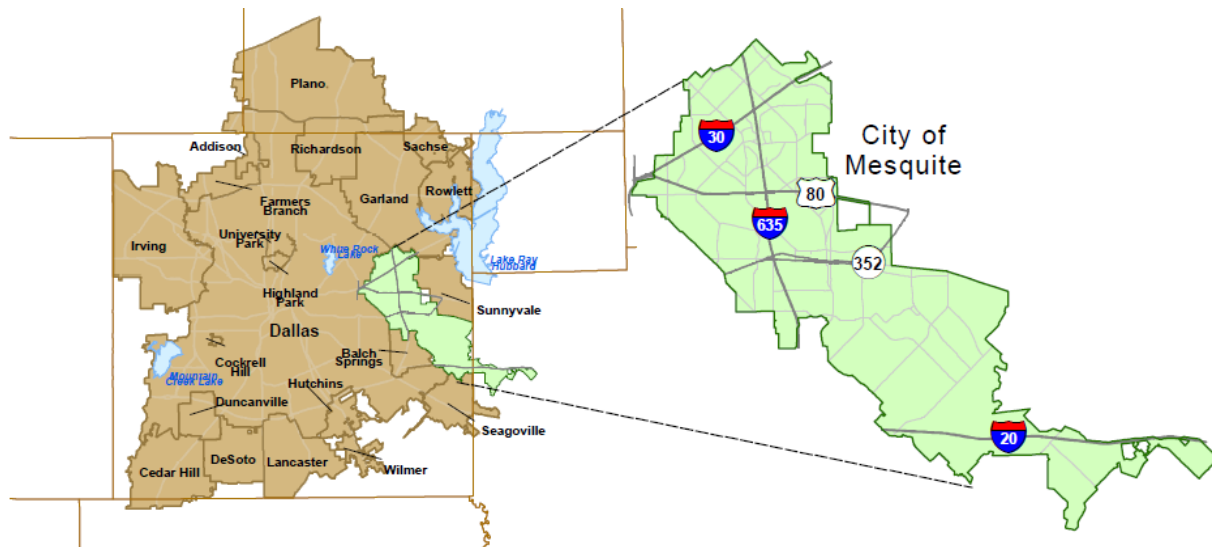 Plano
Addison
Richardson
Sachse
Farmers
Branch
Garland
Rowlett
University
Park
Irving
White Rock
Lake
Lake Ray
Hubbard
Highland
Park
Sunnyvale
Dallas
Balch
Springs
Cockrell
Hill
Mountain
Creek Lake
Hutchins
Duncanville
Seagoville
Cedar Hill
DeSoto
Lancaster
Wilmer
City of
Mesquite
30
80
635
352
20